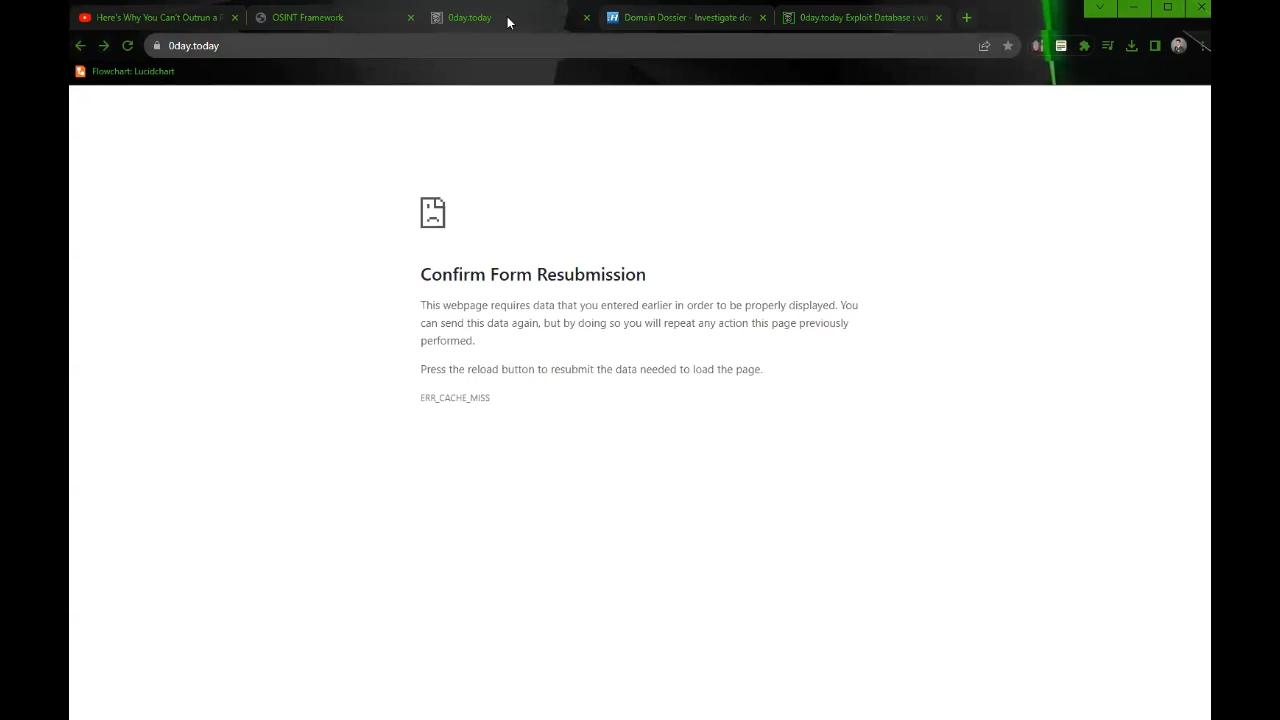 Here's Why You Can't Outrun a
OSINT Framework
0day.today
Domain Dossier - Investigate do
0day.today Exploit Database : vu
0day.today
Flowchart: Lucidchart
Confirm Form Resubmission
This webpage requires data that you entered earlier in order to be properly displayed. You
can send this data again, but by doing so you will repeat any action this page previously
performed.
Press the reload button to resubmit the data needed to load the page.
ERR_CACHE_MISS